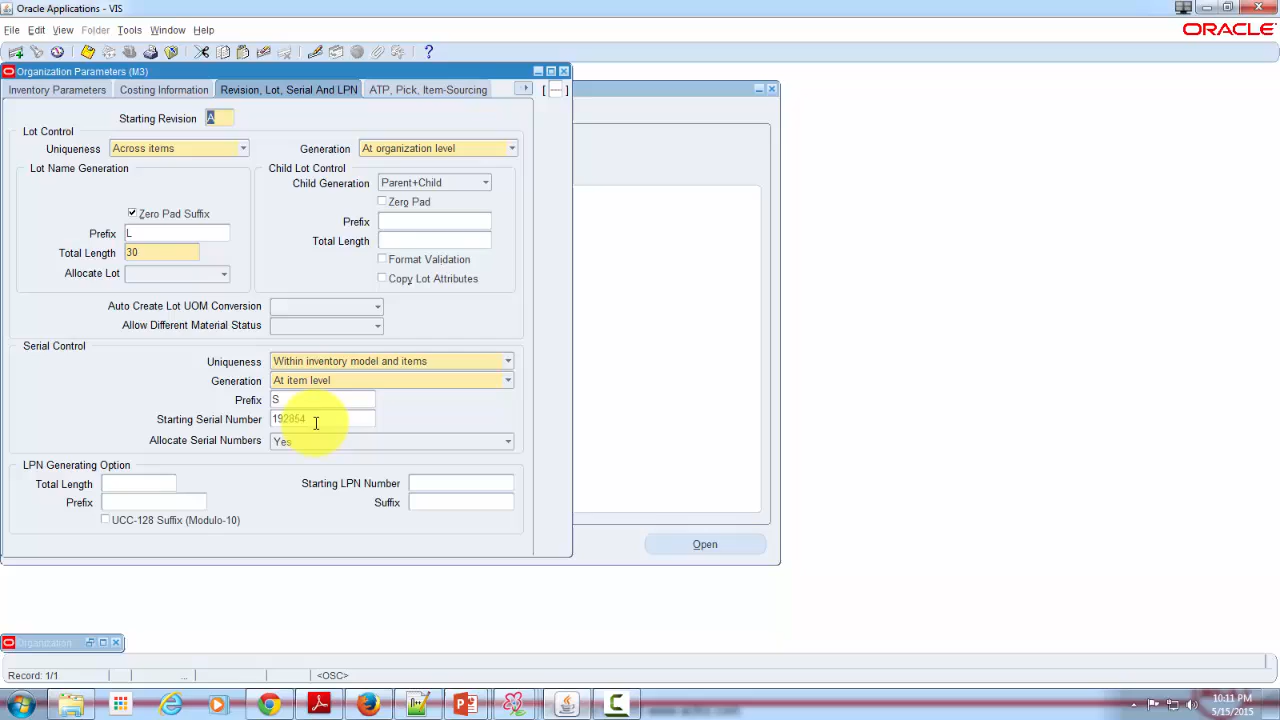 Oracle Applications - VIS
File Edit View Folder Tools Window Help
ORACLE
Organization Parameters (M3)
Inventory Parameters Costing Information Revision, Lot, Serial And LPN ATP, Pick, Item-Sourcing [ ]
Starting Revision A
Lot Control
Uniqueness Across items Generation At organization level
Lot Name Generation Child Lot Control
Child Generation Parent+Child
Zero Pad
Zero Pad Suffix
Prefix
Prefix L
Total Length
Total Length 30
Format Validation
Allocate Lot
Copy Lot Attributes
Auto Create Lot UOM Conversion
Allow Different Material Status
Serial Control
Uniqueness Within inventory model and items
Generation At item level
Prefix S
Starting Serial Number 192854
Allocate Serial Numbers Yes
LPN Generating Option
Total Length Starting LPN Number
Prefix Suffix
UCC-128 Suffix (Modulo-10)
Open
Organization
Record: 1/1 ... <OSC>
10:11 PM
5/15/2015